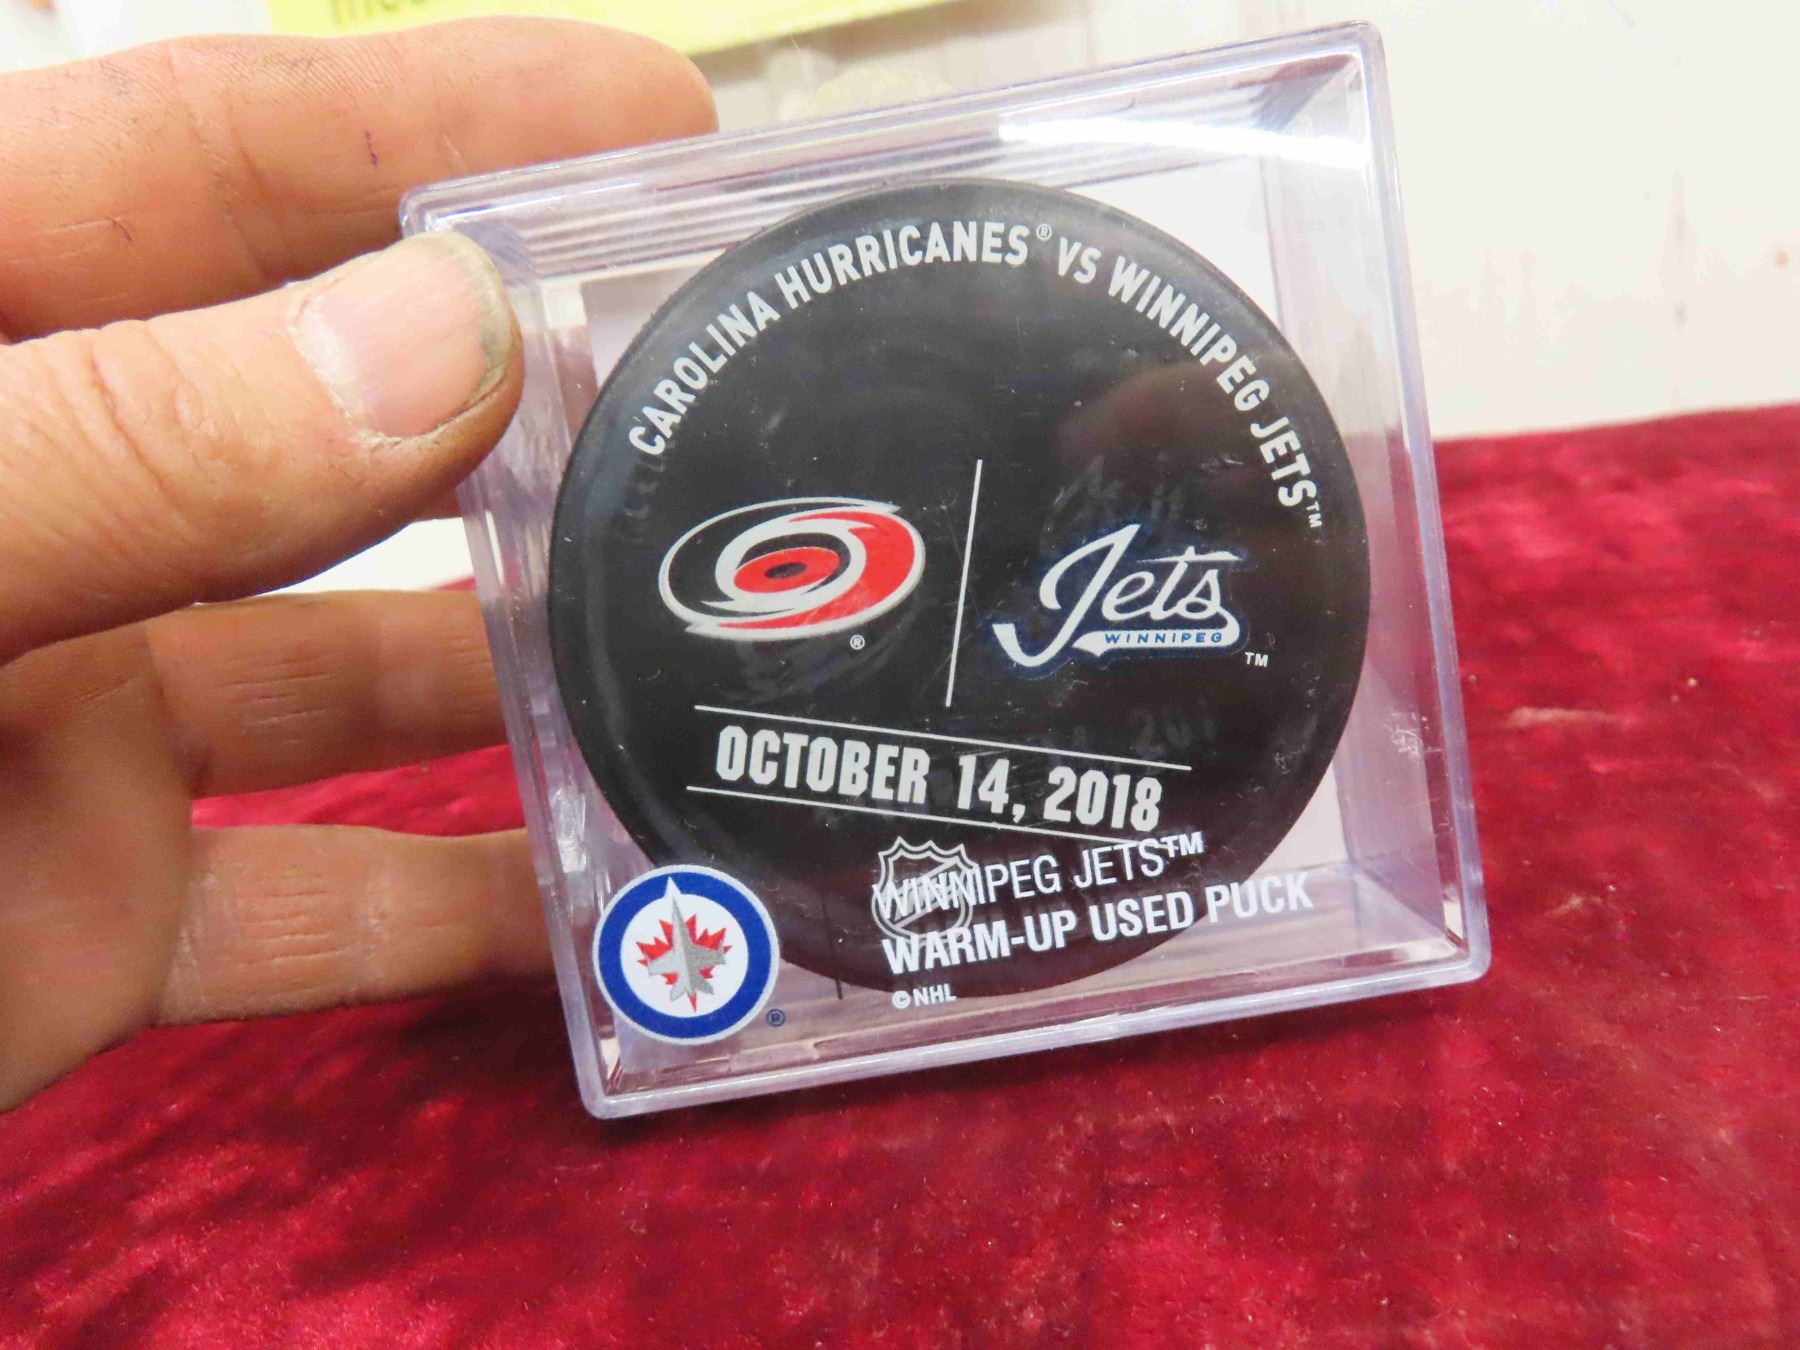 CAROLINA HURRICANES® VS WINNIPEG JETS™
®
Jets
WINNIPEG
™
OCTOBER 14, 2018
WINNIPEG JETS™
WARM-UP USED PUCK
©NHL
®